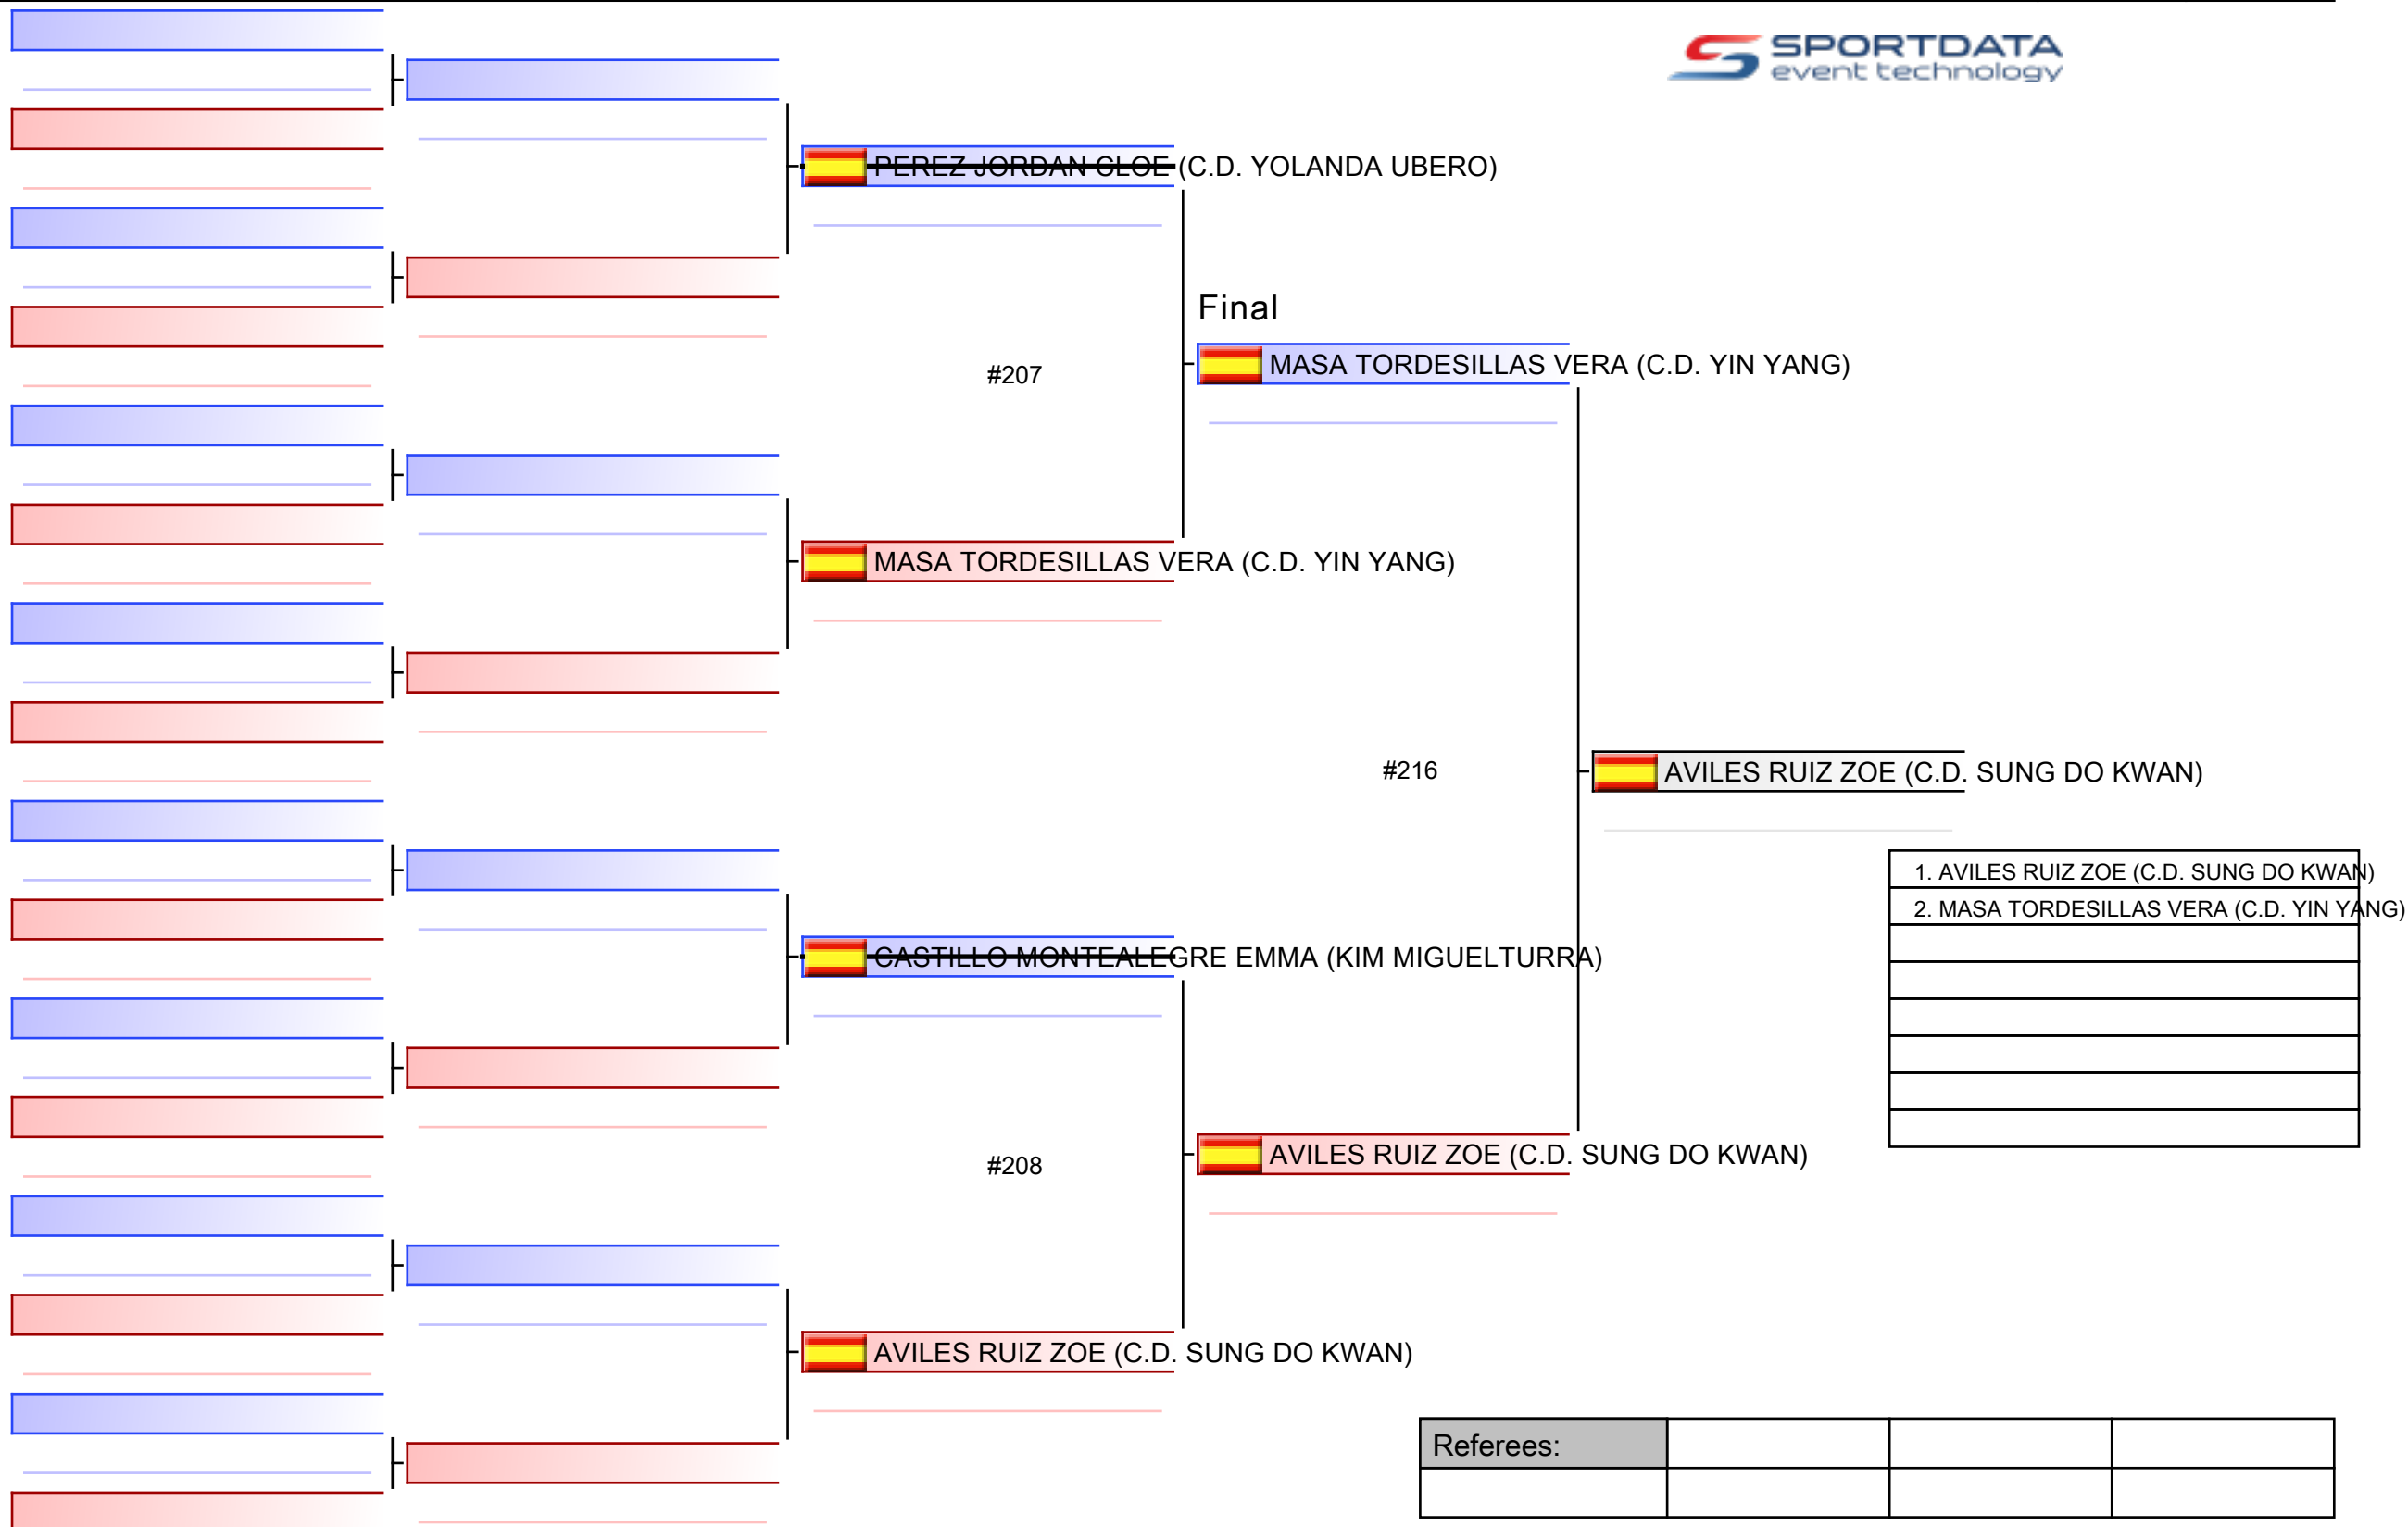 SPORTDATA
event technology
PEREZ JORDAN CLOE (C.D. YOLANDA UBERO)
Final
MASA TORDESILLAS VERA (C.D. YIN YANG)
#207
MASA TORDESILLAS VERA (C.D. YIN YANG)
#216
AVILES RUIZ ZOE (C.D. SUNG DO KWAN)
1. AVILES RUIZ ZOE (C.D. SUNG DO KWAN)
2. MASA TORDESILLAS VERA (C.D. YIN YANG)
CASTILLO MONTEALEGRE EMMA (KIM MIGUELTURRA)
AVILES RUIZ ZOE (C.D. SUNG DO KWAN)
#208
AVILES RUIZ ZOE (C.D. SUNG DO KWAN)
Referees: